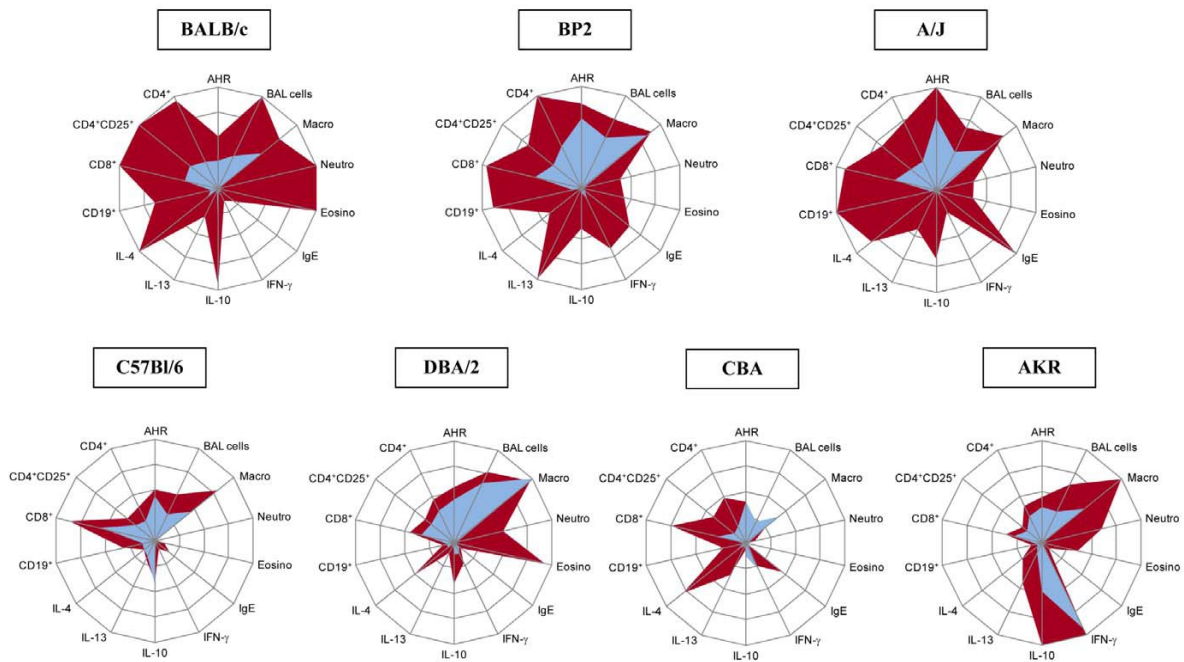 BALB/c
AHR
BAL cells
Macro
Neutro
Eosino
IgE
IFN-γ
IL-10
IL-13
IL-4
CD19⁺
CD8⁺
CD4⁺CD25⁺
CD4⁺
BP2
AHR
BAL cells
Macro
Neutro
Eosino
IgE
IFN-γ
IL-10
IL-13
IL-4
CD19⁺
CD8⁺
CD4⁺CD25⁺
CD4⁺
A/J
AHR
BAL cells
Macro
Neutro
Eosino
IgE
IFN-γ
IL-10
IL-13
IL-4
CD19⁺
CD8⁺
CD4⁺CD25⁺
CD4⁺
C57Bl/6
AHR
BAL cells
Macro
Neutro
Eosino
IgE
IFN-γ
IL-10
IL-13
IL-4
CD19⁺
CD8⁺
CD4⁺CD25⁺
CD4⁺
DBA/2
AHR
BAL cells
Macro
Neutro
Eosino
IgE
IFN-γ
IL-10
IL-13
IL-4
CD19⁺
CD8⁺
CD4⁺CD25⁺
CD4⁺
CBA
AHR
BAL cells
Macro
Neutro
Eosino
IgE
IFN-γ
IL-10
IL-13
IL-4
CD19⁺
CD8⁺
CD4⁺CD25⁺
CD4⁺
AKR
AHR
BAL cells
Macro
Neutro
Eosino
IgE
IFN-γ
IL-10
IL-13
IL-4
CD19⁺
CD8⁺
CD4⁺CD25⁺
CD4⁺